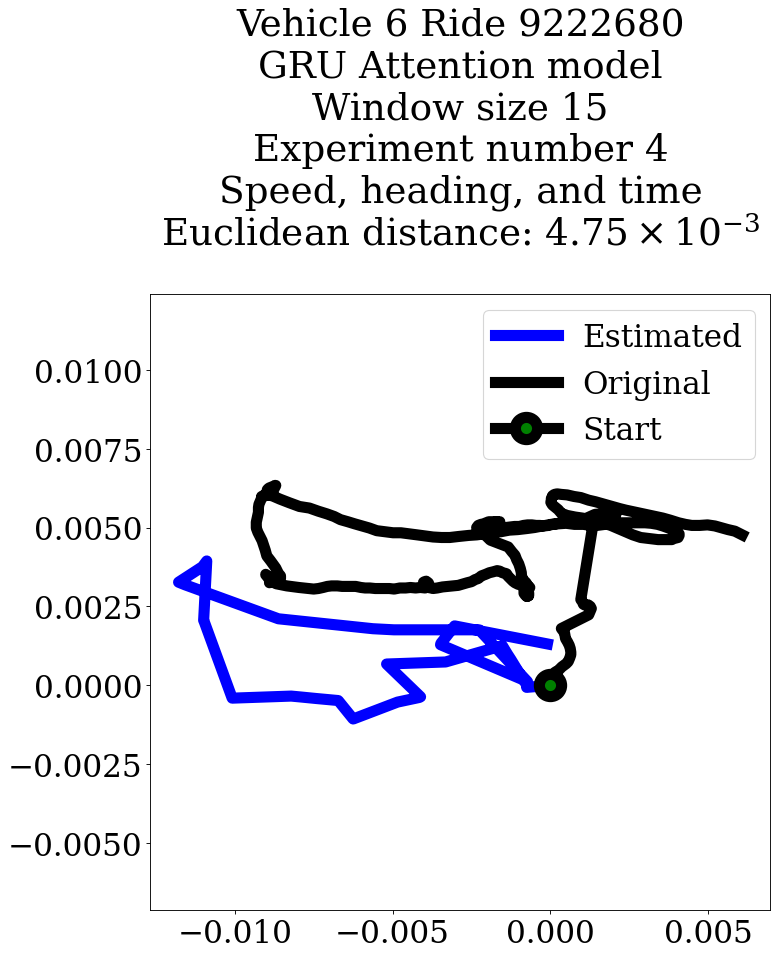 Vehicle 6 Ride 9222680
GRU Attention model
Window size 15
Experiment number 4
Speed, heading, and time
Euclidean distance: 4.75 × 10⁻³
Estimated
Original
Start
0.0100
0.0075
0.0050
0.0025
0.0000
−0.0025
−0.0050
−0.010 −0.005 0.000 0.005